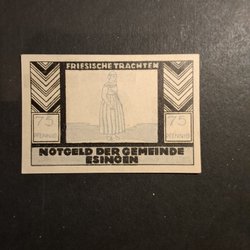 FRIESISCHE TRACHTEN
75
PFENNIG
75
PFENNIG
NOTGELD DER GEMEINDE
ESINGEN